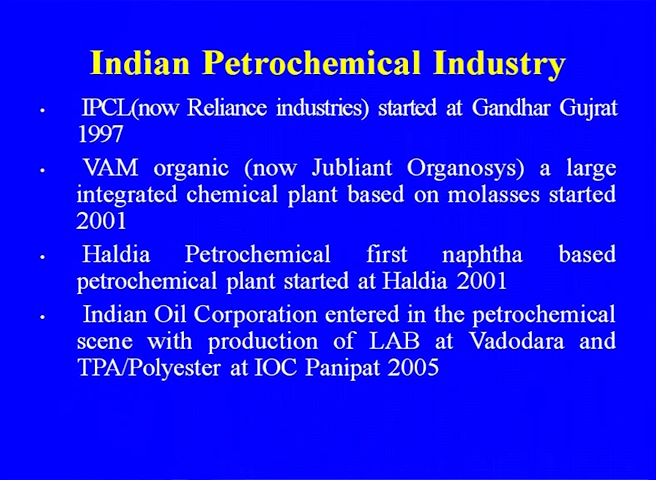 Indian Petrochemical Industry
• IPCL(now Reliance industries) started at Gandhar Gujrat
1997
• VAM organic (now Jubliant Organosys) a large
integrated chemical plant based on molasses started
2001
• Haldia Petrochemical first naphtha based
petrochemical plant started at Haldia 2001
• Indian Oil Corporation entered in the petrochemical
scene with production of LAB at Vadodara and
TPA/Polyester at IOC Panipat 2005